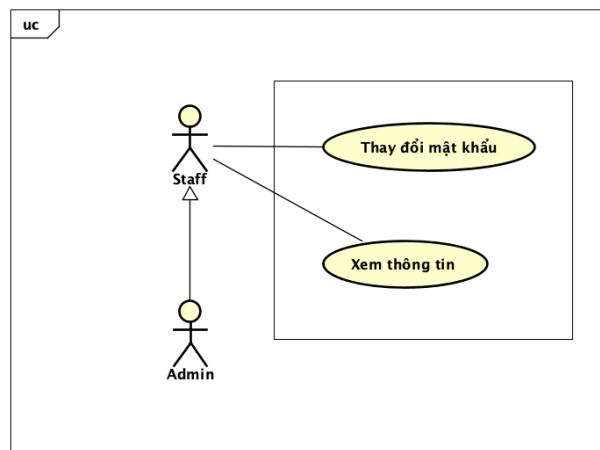 uc
Thay đổi mật khẩu
Staff
Xem thông tin
Admin